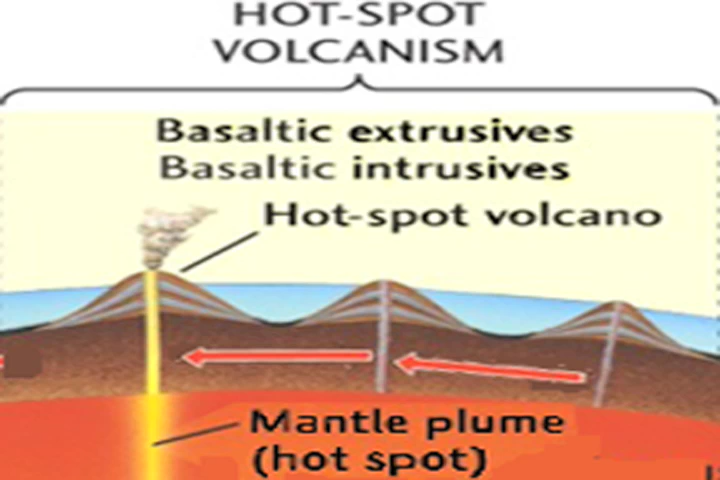 HOT-SPOT
VOLCANISM
Basaltic extrusives
Basaltic intrusives
Hot-spot volcano
Mantle plume
(hot spot)